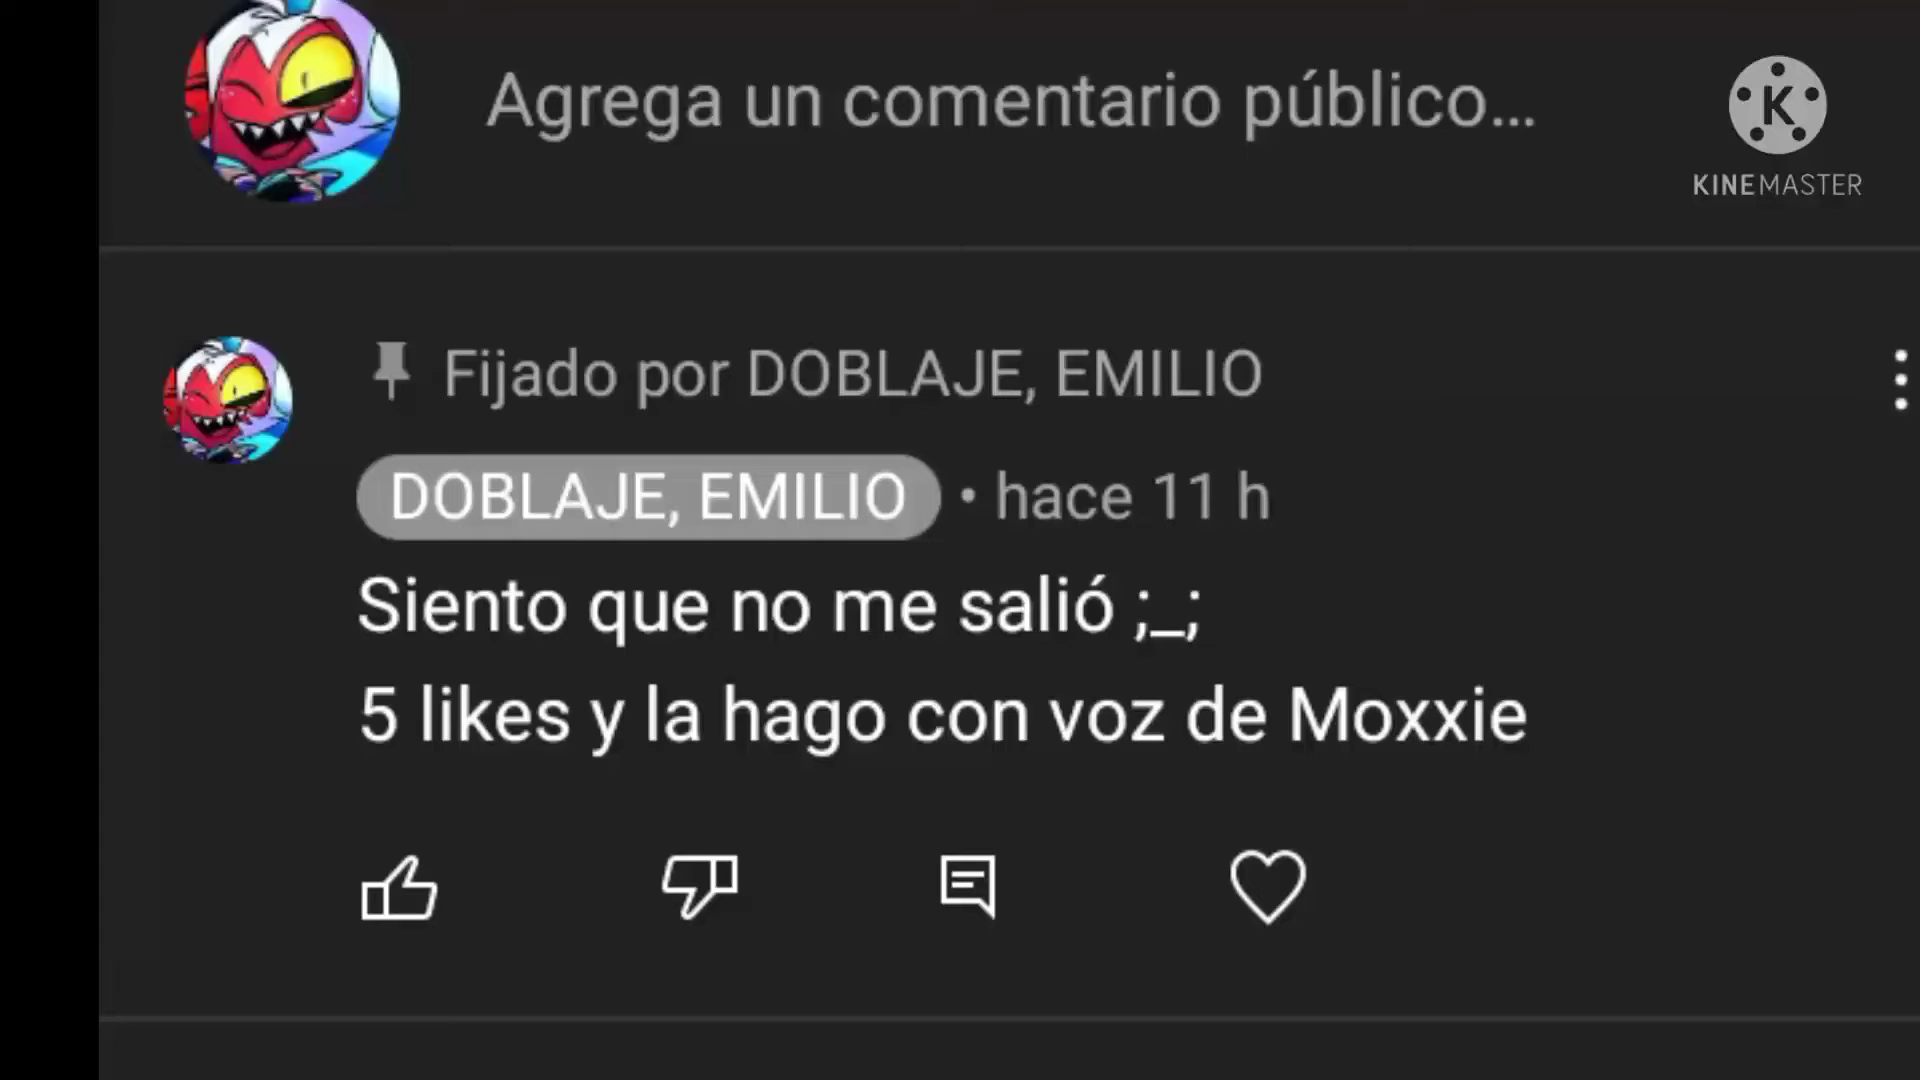 Agrega un comentario público...
K
KINEMASTER
Fijado por DOBLAJE, EMILIO
DOBLAJE, EMILIO • hace 11 h
Siento que no me salió ;_;
5 likes y la hago con voz de Moxxie